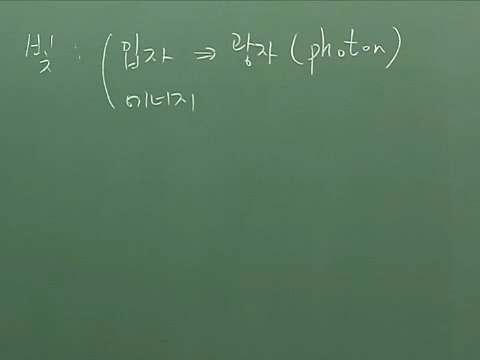 빛 : ( 입자 ⇒ 광자 (photon)
에너지